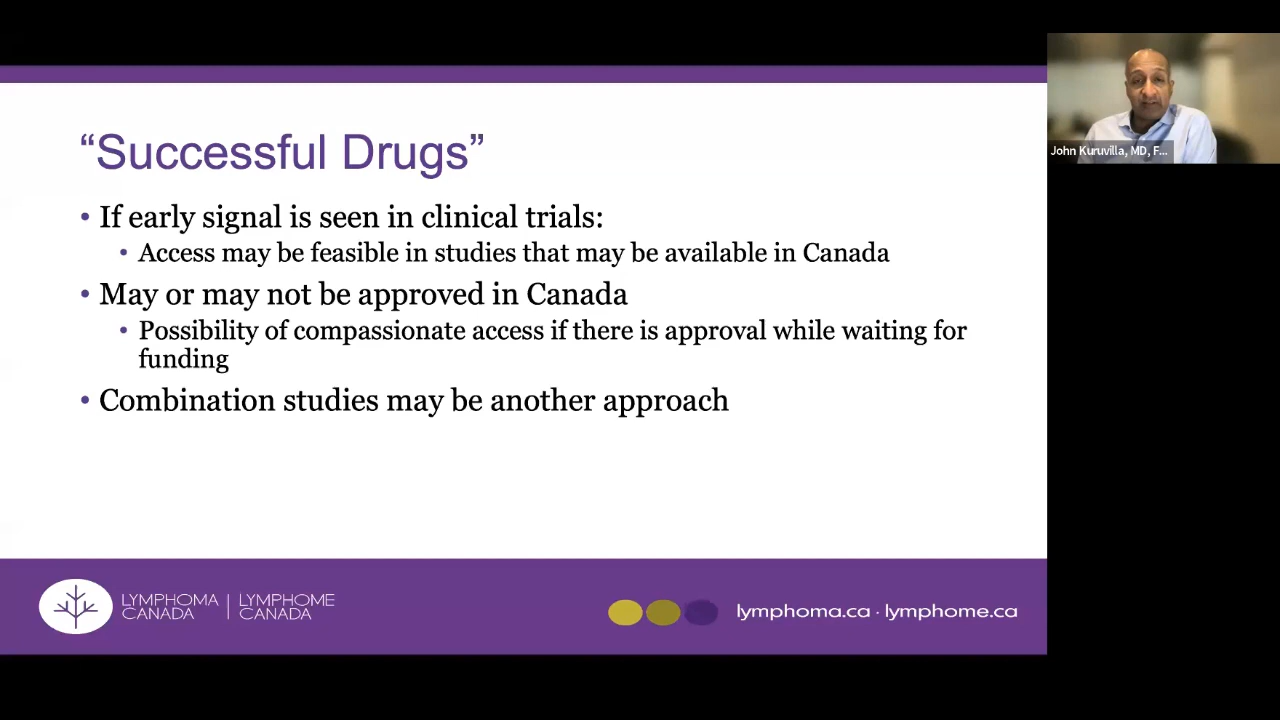 “Successful Drugs”
• If early signal is seen in clinical trials:
• Access may be feasible in studies that may be available in Canada
• May or may not be approved in Canada
• Possibility of compassionate access if there is approval while waiting for
funding
• Combination studies may be another approach
John Kuruvilla, MD, F...
LYMPHOMA | LYMPHOME
CANADA | CANADA
lymphoma.ca · lymphome.ca